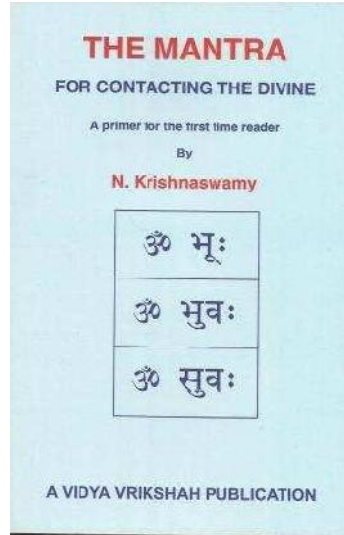 THE MANTRA
FOR CONTACTING THE DIVINE
A primer for the first time reader
By
N. Krishnaswamy
ॐ भूः
ॐ भुवः
ॐ सुवः
A VIDYA VRIKSHAH PUBLICATION